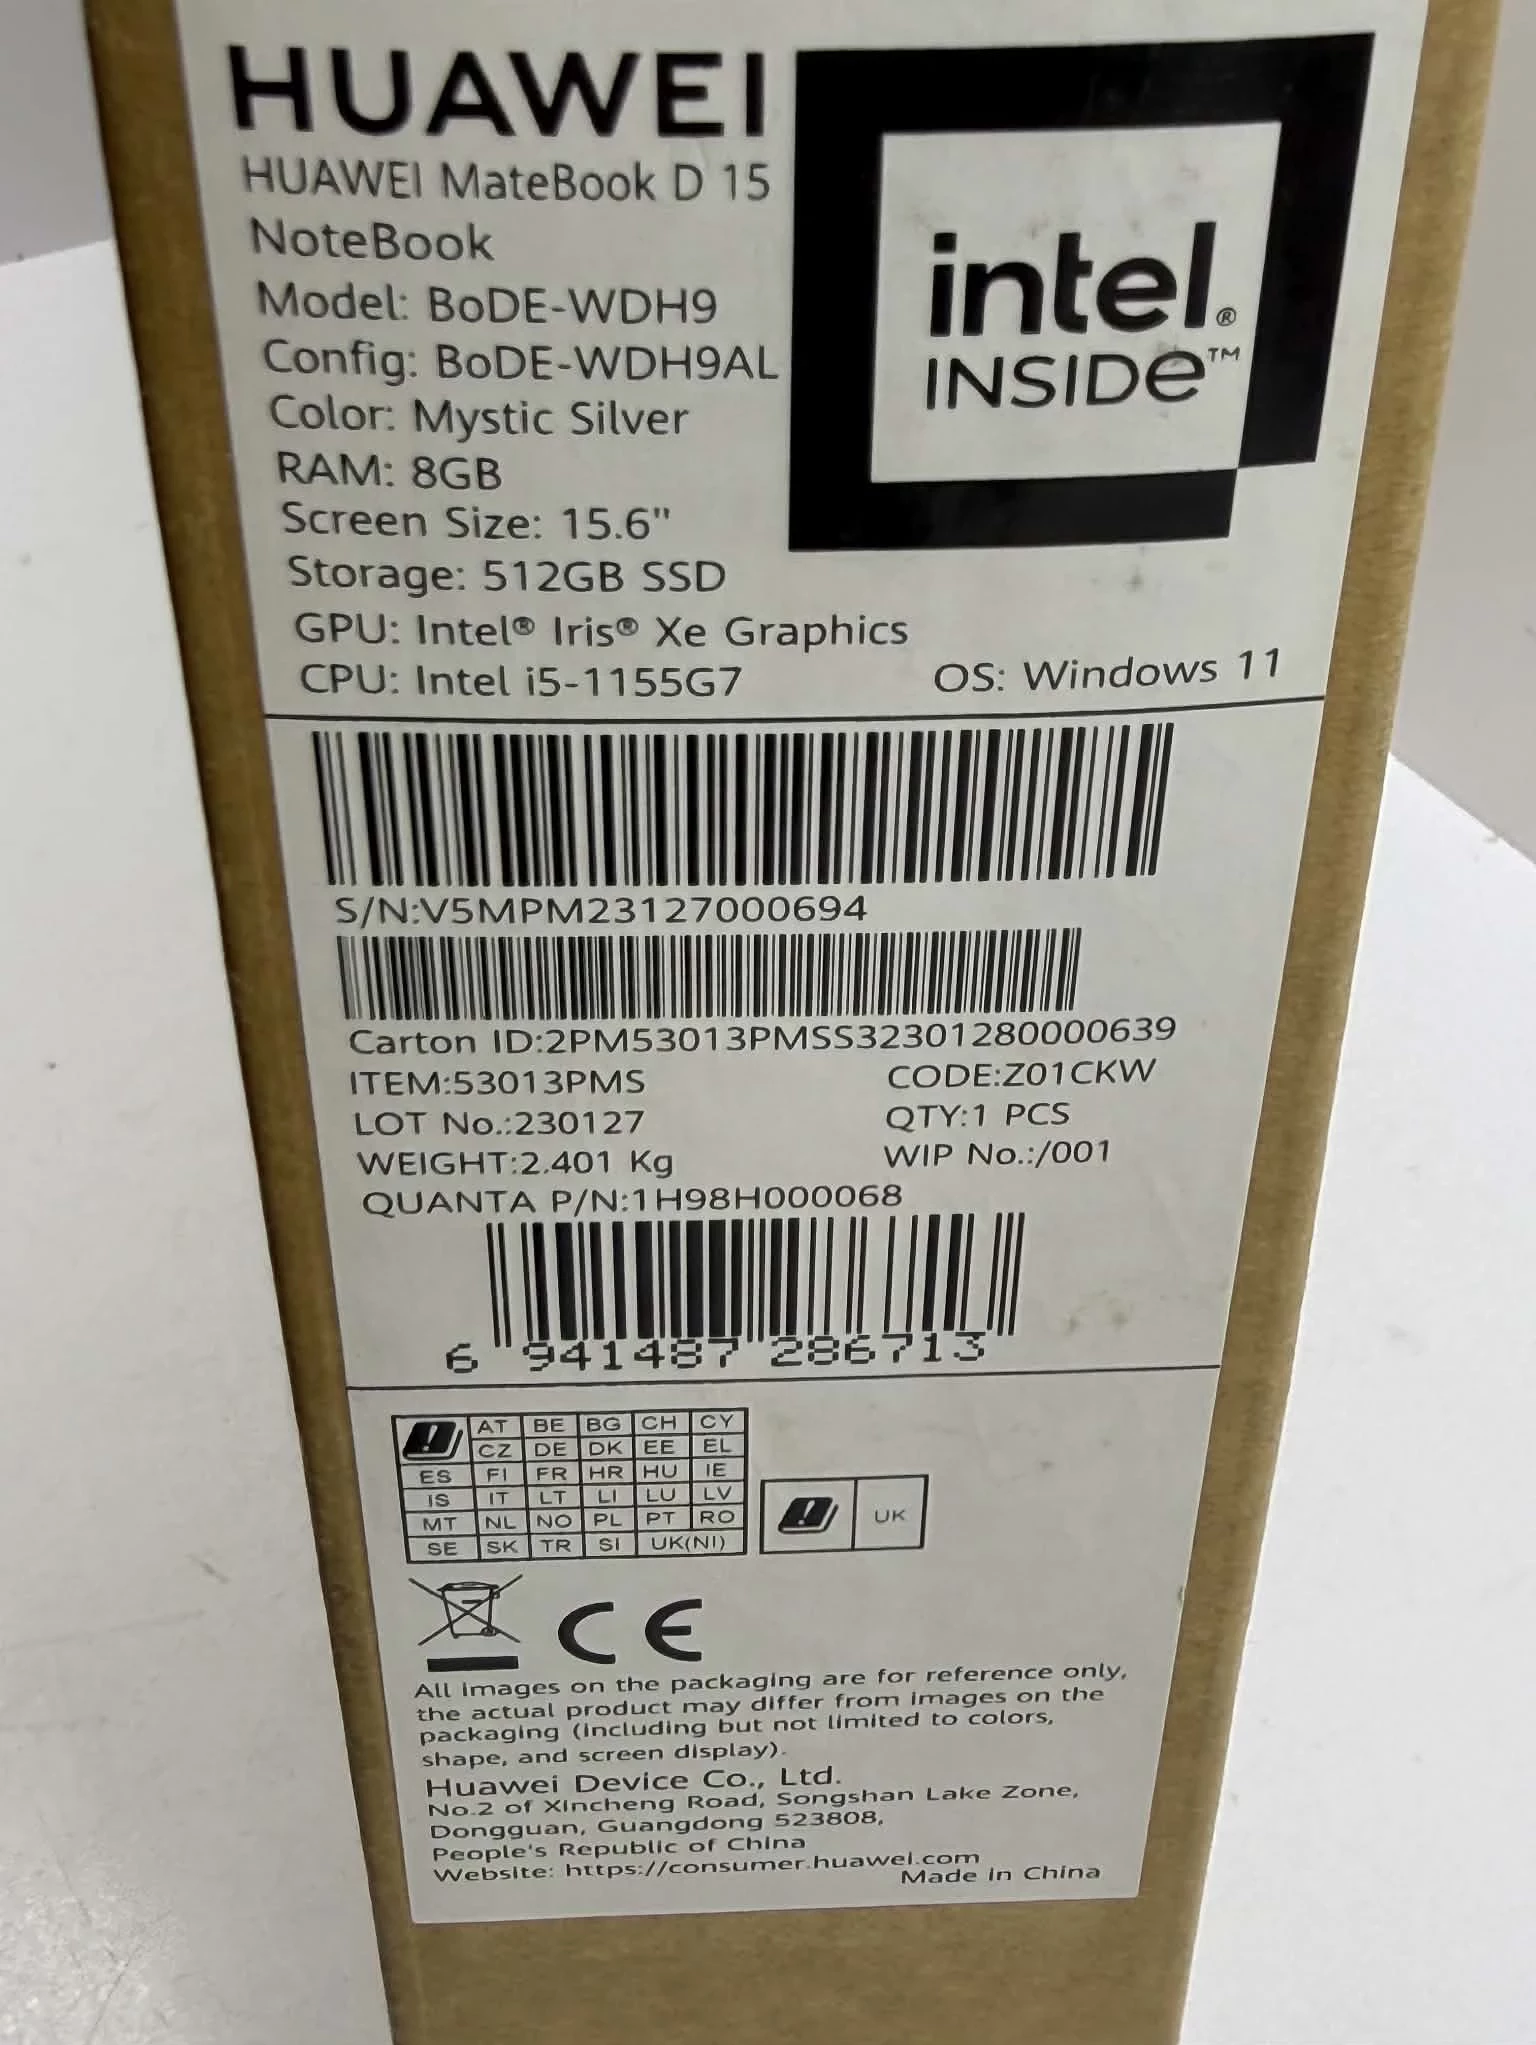 HUAWEI
HUAWEI MateBook D 15
NoteBook
Model: BoDE-WDH9
Config: BoDE-WDH9AL
Color: Mystic Silver
RAM: 8GB
Screen Size: 15.6"
Storage: 512GB SSD
GPU: Intel® Iris® Xe Graphics
CPU: Intel i5-1155G7
OS: Windows 11
intel®
INSIDe™
S/N:V5MPM23127000694
Carton ID:2PM53013PMSS32301280000639
ITEM:53013PMS CODE:Z01CKW
LOT No.:230127 QTY:1 PCS
WEIGHT:2.401 Kg WIP No.:/001
QUANTA P/N:1H98H000068
6 941487 286713
AT BE BG CH CY
CZ DE DK EE EL
ES FI FR HR HU IE
IS IT LT LI LU LV
MT NL NO PL PT RO
SE SK TR SI UK(NI)
UK
CE
All images on the packaging are for reference only,
the actual product may differ from images on the
packaging (including but not limited to colors,
shape, and screen display).
Huawei Device Co., Ltd.
No.2 of Xincheng Road, Songshan Lake Zone,
Dongguan, Guangdong 523808,
People's Republic of China
Website: https://consumer.huawei.com
Made in China